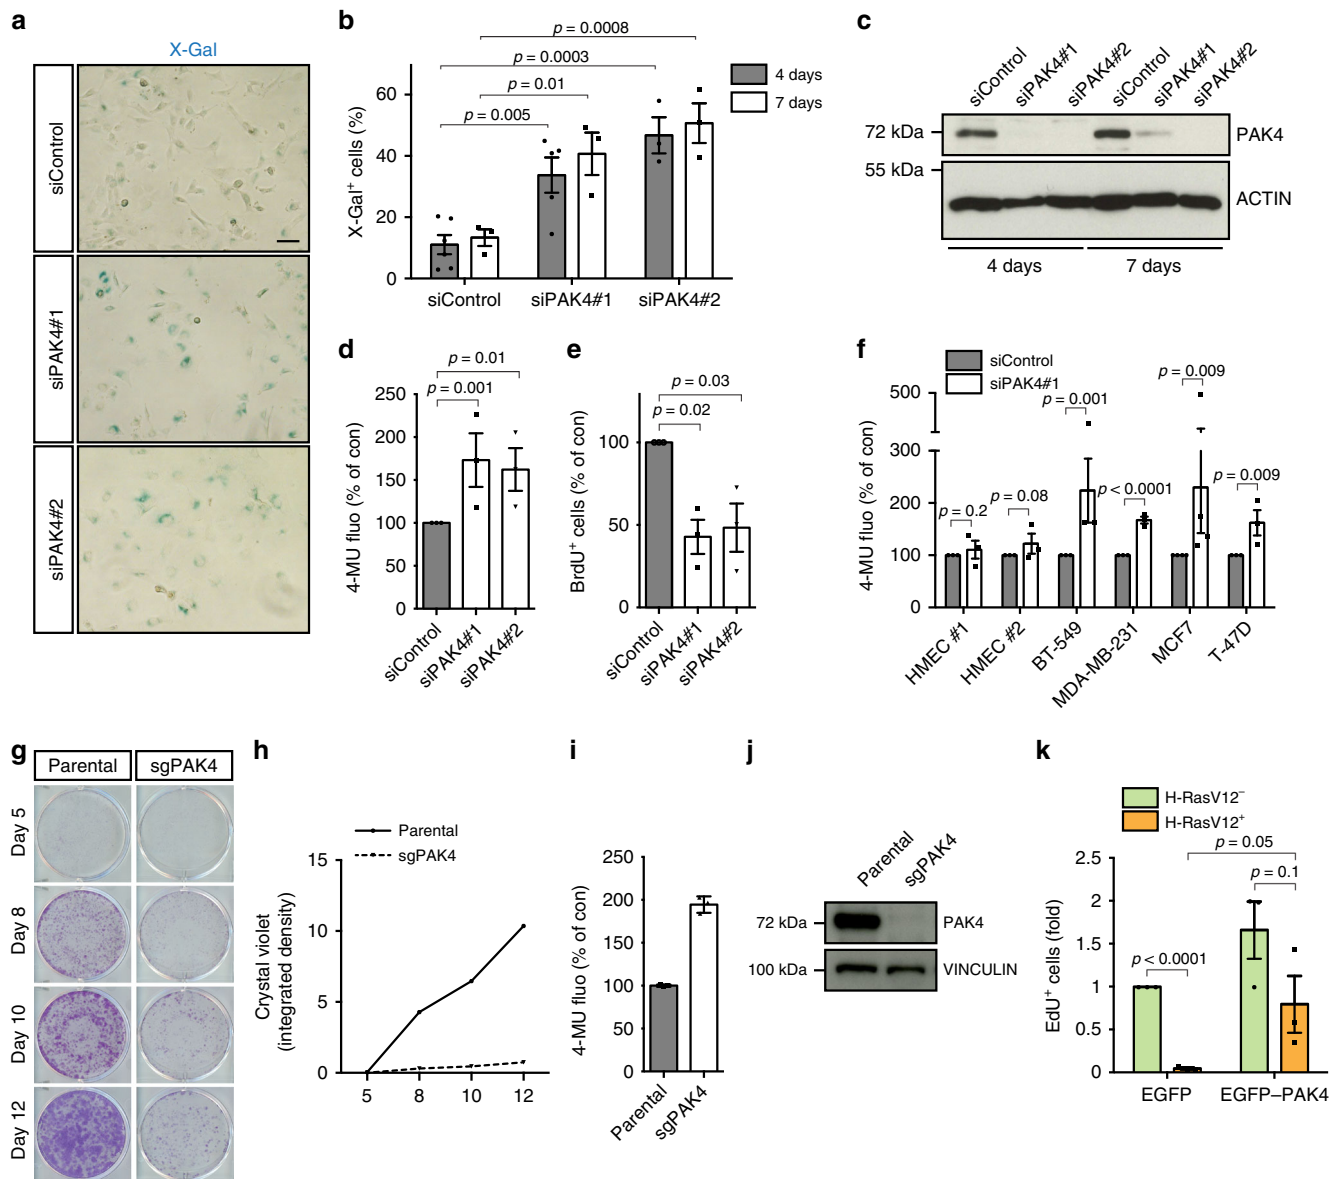 a
X-Gal
siControl
siPAK4#1
siPAK4#2
b
p = 0.0008
p = 0.0003
p = 0.01
p = 0.005
4 days
7 days
X-Gal⁺ cells (%)
60
40
20
0
siControl
siPAK4#1
siPAK4#2
c
siControl
siPAK4#1
siPAK4#2
siControl
siPAK4#1
siPAK4#2
72 kDa
PAK4
55 kDa
ACTIN
4 days
7 days
d
p = 0.01
p = 0.001
4-MU fluo (% of con)
250
200
150
100
50
0
siControl
siPAK4#1
siPAK4#2
e
p = 0.03
p = 0.02
BrdU⁺ cells (% of con)
100
50
0
siControl
siPAK4#1
siPAK4#2
f
siControl
siPAK4#1
p = 0.009
p = 0.001
p < 0.0001
p = 0.009
p = 0.08
p = 0.2
4-MU fluo (% of con)
500
300
200
100
0
HMEC #1
HMEC #2
BT-549
MDA-MB-231
MCF7
T-47D
g
Parental
sgPAK4
Day 5
Day 8
Day 10
Day 12
h
Parental
sgPAK4
Crystal violet
(integrated density)
15
10
5
0
5
8
10
12
i
4-MU fluo (% of con)
250
200
150
100
50
0
Parental
sgPAK4
j
Parental
sgPAK4
72 kDa
PAK4
100 kDa
VINCULIN
k
H-RasV12⁻
H-RasV12⁺
p = 0.05
p = 0.1
p < 0.0001
EdU⁺ cells (fold)
2.5
2
1.5
1
0.5
0
EGFP
EGFP–PAK4